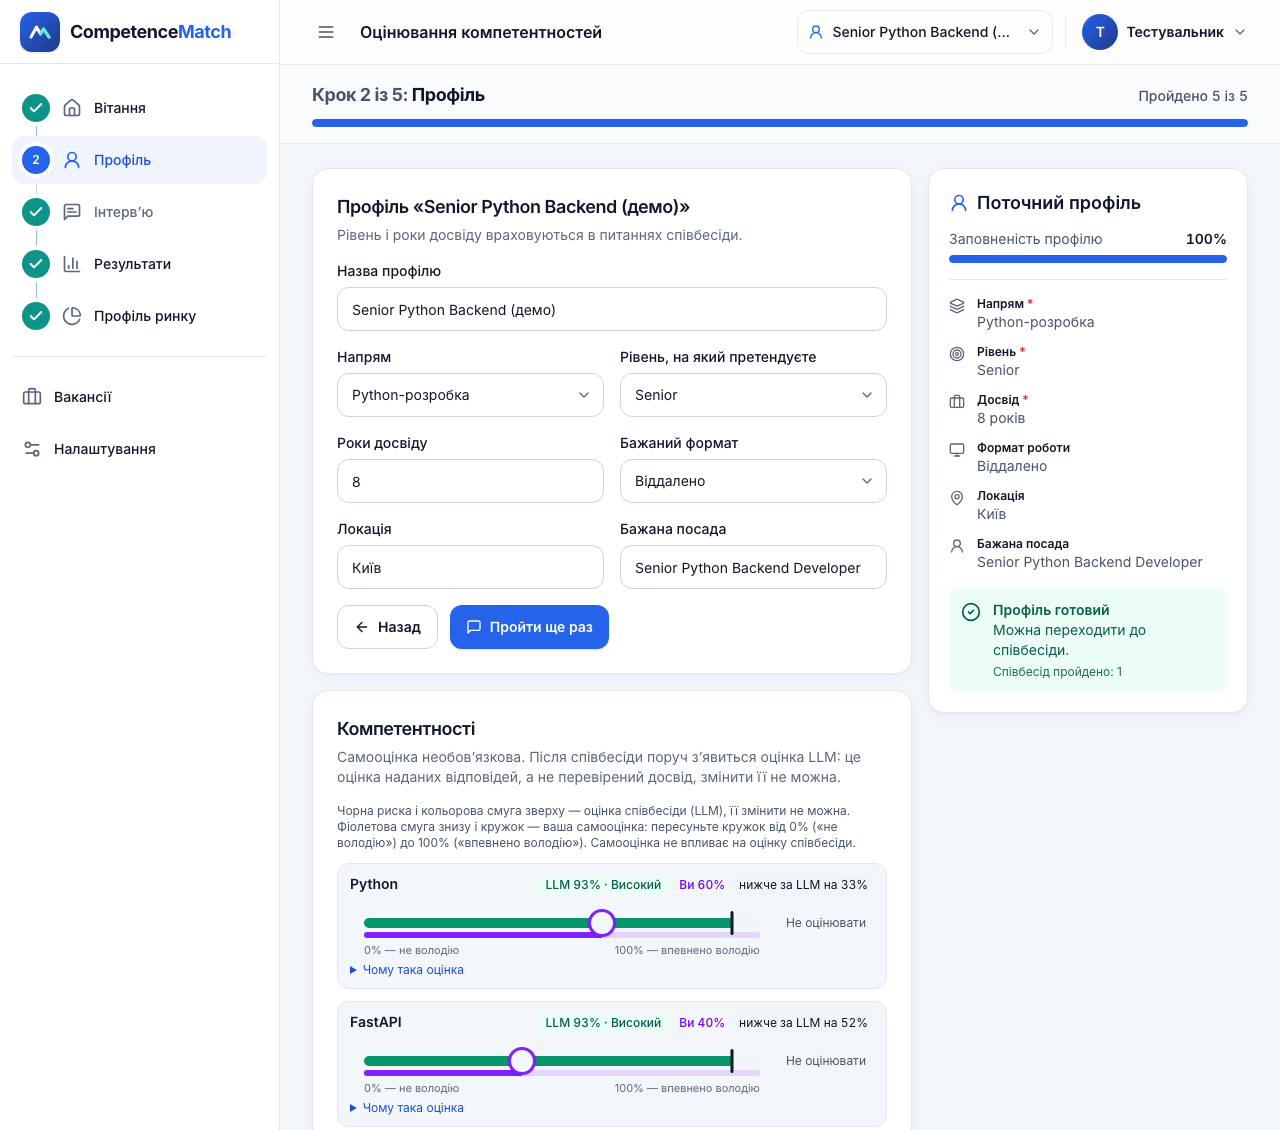 CompetenceMatch
Вітання
2 Профіль
Інтерв’ю
Результати
Профіль ринку
Вакансії
Налаштування
Оцінювання компетентностей
Senior Python Backend (...
Т Тестувальник
Крок 2 із 5: Профіль
Пройдено 5 із 5
Профіль «Senior Python Backend (демо)»
Рівень і роки досвіду враховуються в питаннях співбесіди.
Назва профілю
Senior Python Backend (демо)
Напрям Рівень, на який претендуєте
Python-розробка Senior
Роки досвіду Бажаний формат
8 Віддалено
Локація Бажана посада
Київ Senior Python Backend Developer
Назад Пройти ще раз
Компетентності
Самооцінка необов’язкова. Після співбесіди поруч з’явиться оцінка LLM: це
оцінка наданих відповідей, а не перевірений досвід, змінити її не можна.
Чорна риска і кольорова смуга зверху — оцінка співбесіди (LLM), її змінити не можна.
Фіолетова смуга знизу і кружок — ваша самооцінка: пересуньте кружок від 0% («не
володію») до 100% («впевнено володію»). Самооцінка не впливає на оцінку співбесіди.
Python LLM 93% · Високий Ви 60% нижче за LLM на 33%
Не оцінювати
0% — не володію 100% — впевнено володію
Чому така оцінка
FastAPI LLM 93% · Високий Ви 40% нижче за LLM на 52%
Не оцінювати
0% — не володію 100% — впевнено володію
Чому така оцінка
Поточний профіль
Заповненість профілю 100%
Напрям *
Python-розробка
Рівень *
Senior
Досвід *
8 років
Формат роботи
Віддалено
Локація
Київ
Бажана посада
Senior Python Backend Developer
Профіль готовий
Можна переходити до
співбесіди.
Співбесід пройдено: 1